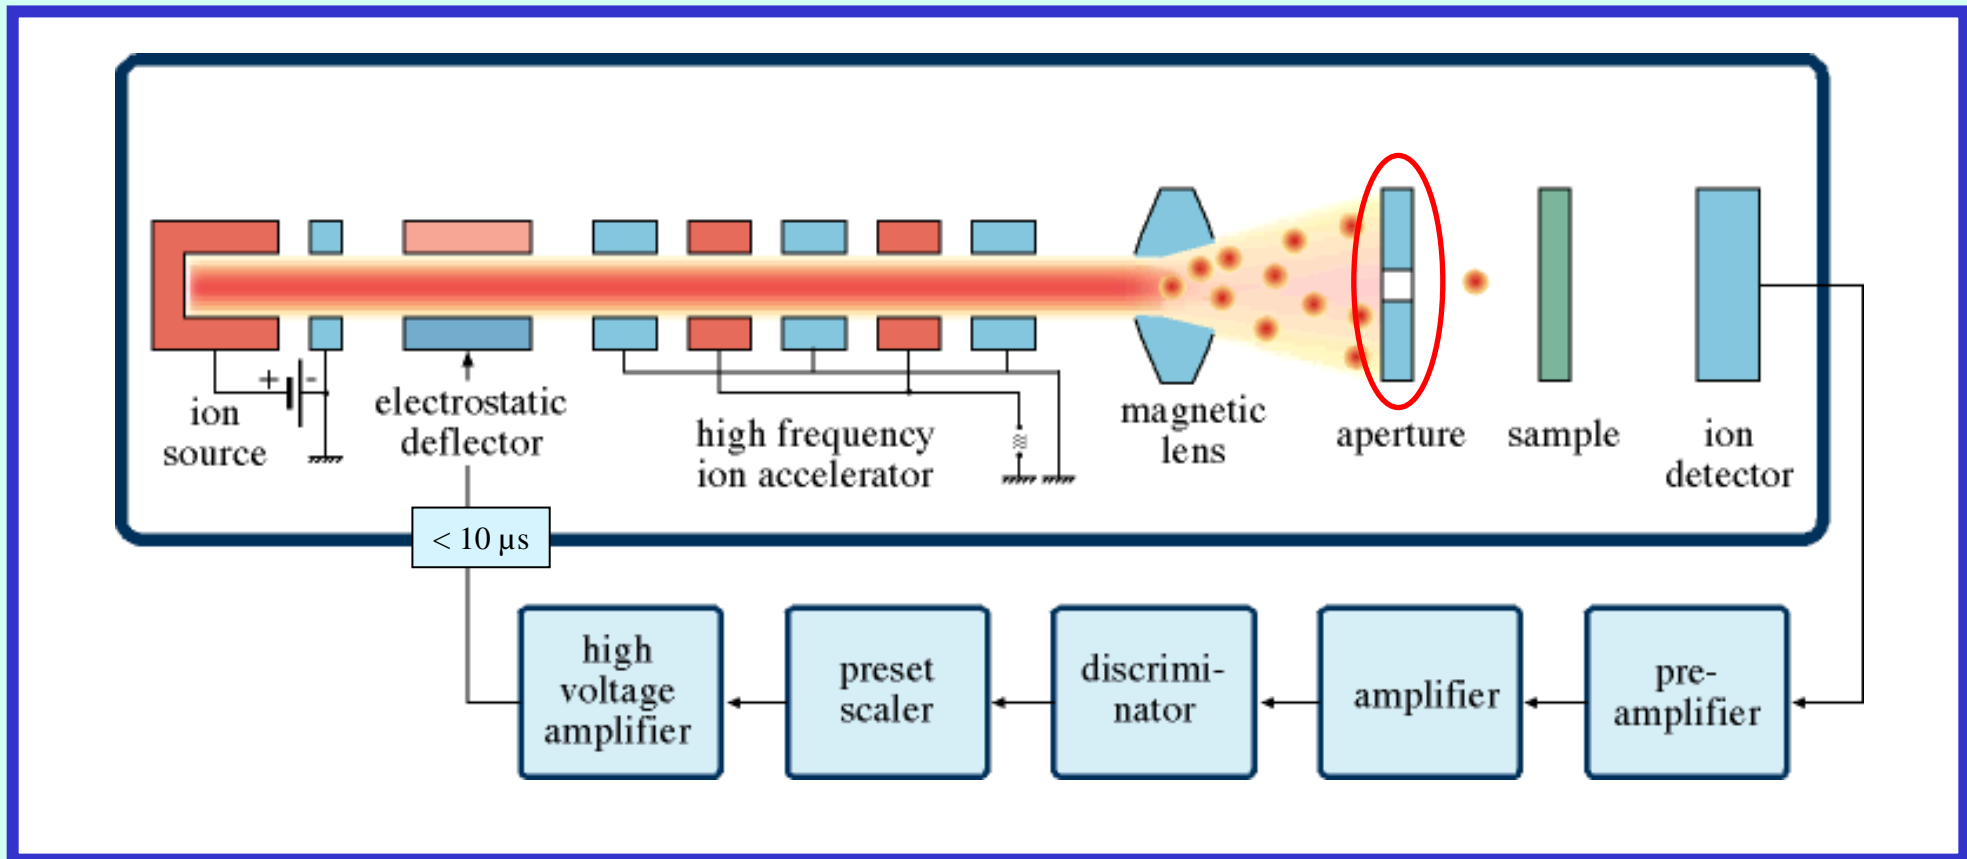 + -
ion
source
electrostatic
deflector
high frequency
ion accelerator
≋
magnetic
lens
aperture
sample
ion
detector
< 10 µs
high
voltage
amplifier
preset
scaler
discrimi-
nator
amplifier
pre-
amplifier